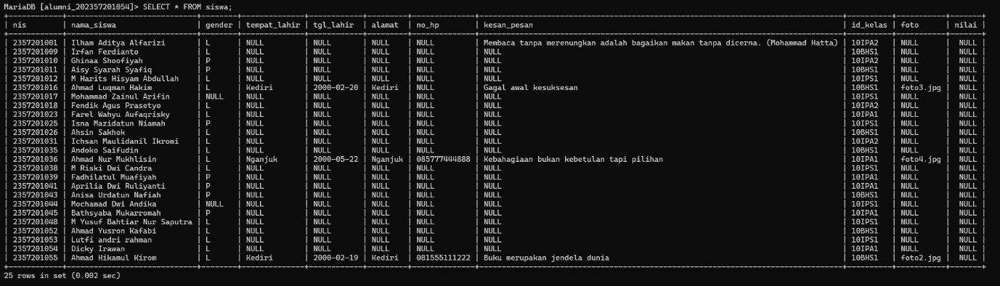 MariaDB [alumni_202357201054]> SELECT * FROM siswa;
+------------+---------------------------+--------+--------------+------------+---------+--------------+---------------------------------------------------------------------------------+----------+-----------+-------+
| nis        | nama_siswa                | gender | tempat_lahir | tgl_lahir  | alamat  | no_hp        | kesan_pesan                                                                     | id_kelas | foto      | nilai |
+------------+---------------------------+--------+--------------+------------+---------+--------------+---------------------------------------------------------------------------------+----------+-----------+-------+
| 2357201001 | Ilham Aditya Alfarizi     | L      | NULL         | NULL       | NULL    | NULL         | Membaca tanpa merenungkan adalah bagaikan makan tanpa dicerna. (Mohammad Hatta) | 10IPA2   | NULL      |  NULL |
| 2357201009 | Irfan Ferdianto           | L      | NULL         | NULL       | NULL    | NULL         | NULL                                                                            | 10BHS1   | NULL      |  NULL |
| 2357201010 | Ghinaa Shoofiyah          | P      | NULL         | NULL       | NULL    | NULL         | NULL                                                                            | 10IPA2   | NULL      |  NULL |
| 2357201011 | Aisy Syarah Syafiq        | P      | NULL         | NULL       | NULL    | NULL         | NULL                                                                            | 10BHS1   | NULL      |  NULL |
| 2357201012 | M Harits Hisyam Abdullah  | L      | NULL         | NULL       | NULL    | NULL         | NULL                                                                            | 10IPS1   | NULL      |  NULL |
| 2357201016 | Ahmad Luqman Hakim        | L      | Kediri       | 2000-02-20 | Kediri  | NULL         | Gagal awal kesuksesan                                                           | 10BHS1   | foto3.jpg |  NULL |
| 2357201017 | Mohammad Zainul Arifin    | NULL   | NULL         | NULL       | NULL    | NULL         | NULL                                                                            | 10IPS1   | NULL      |  NULL |
| 2357201018 | Fendik Agus Prasetyo      | L      | NULL         | NULL       | NULL    | NULL         | NULL                                                                            | 10IPA2   | NULL      |  NULL |
| 2357201023 | Farel Wahyu Aufaqrisky    | L      | NULL         | NULL       | NULL    | NULL         | NULL                                                                            | 10IPA1   | NULL      |  NULL |
| 2357201025 | Isna Mazidatun Niamah     | P      | NULL         | NULL       | NULL    | NULL         | NULL                                                                            | 10IPS1   | NULL      |  NULL |
| 2357201026 | Ahsin Sakhok              | L      | NULL         | NULL       | NULL    | NULL         | NULL                                                                            | 10BHS1   | NULL      |  NULL |
| 2357201031 | Ichsan Maulidanil Ikromi  | L      | NULL         | NULL       | NULL    | NULL         | NULL                                                                            | 10IPA2   | NULL      |  NULL |
| 2357201035 | Andoko Saifudin           | L      | NULL         | NULL       | NULL    | NULL         | NULL                                                                            | 10BHS1   | NULL      |  NULL |
| 2357201036 | Ahmad Nur Mukhlisin       | L      | Nganjuk      | 2000-05-22 | Nganjuk | 085777444888 | Kebahagiaan bukan kebetulan tapi pilihan                                        | 10IPA1   | foto4.jpg |  NULL |
| 2357201038 | M Riski Dwi Candra        | L      | NULL         | NULL       | NULL    | NULL         | NULL                                                                            | 10IPS1   | NULL      |  NULL |
| 2357201039 | Fadhilatul Muafiyah       | P      | NULL         | NULL       | NULL    | NULL         | NULL                                                                            | 10IPA1   | NULL      |  NULL |
| 2357201041 | Aprilia Dwi Ruliyanti     | P      | NULL         | NULL       | NULL    | NULL         | NULL                                                                            | 10IPA1   | NULL      |  NULL |
| 2357201043 | Anisa Urdatun Nafiah      | P      | NULL         | NULL       | NULL    | NULL         | NULL                                                                            | 10BHS1   | NULL      |  NULL |
| 2357201044 | Mochamad Dwi Andika       | NULL   | NULL         | NULL       | NULL    | NULL         | NULL                                                                            | 10IPS1   | NULL      |  NULL |
| 2357201045 | Bathsyaba Mukarromah      | P      | NULL         | NULL       | NULL    | NULL         | NULL                                                                            | 10IPA1   | NULL      |  NULL |
| 2357201048 | M Yusuf Bahtiar Nur Saputra | L      | NULL         | NULL       | NULL    | NULL         | NULL                                                                            | 10IPS1   | NULL      |  NULL |
| 2357201052 | Ahmad Yusron Kafabi       | L      | NULL         | NULL       | NULL    | NULL         | NULL                                                                            | 10BHS1   | NULL      |  NULL |
| 2357201053 | Lutfi andri rahman        | L      | NULL         | NULL       | NULL    | NULL         | NULL                                                                            | 10IPS1   | NULL      |  NULL |
| 2357201054 | Dicky Irawan              | L      | NULL         | NULL       | NULL    | NULL         | NULL                                                                            | 10IPA1   | NULL      |  NULL |
| 2357201055 | Ahmad Hikamul Kirom       | L      | Kediri       | 2000-02-19 | Kediri  | 081555111222 | Buku merupakan jendela dunia                                                    | 10BHS1   | foto2.jpg |  NULL |
+------------+---------------------------+--------+--------------+------------+---------+--------------+---------------------------------------------------------------------------------+----------+-----------+-------+
25 rows in set (0.002 sec)